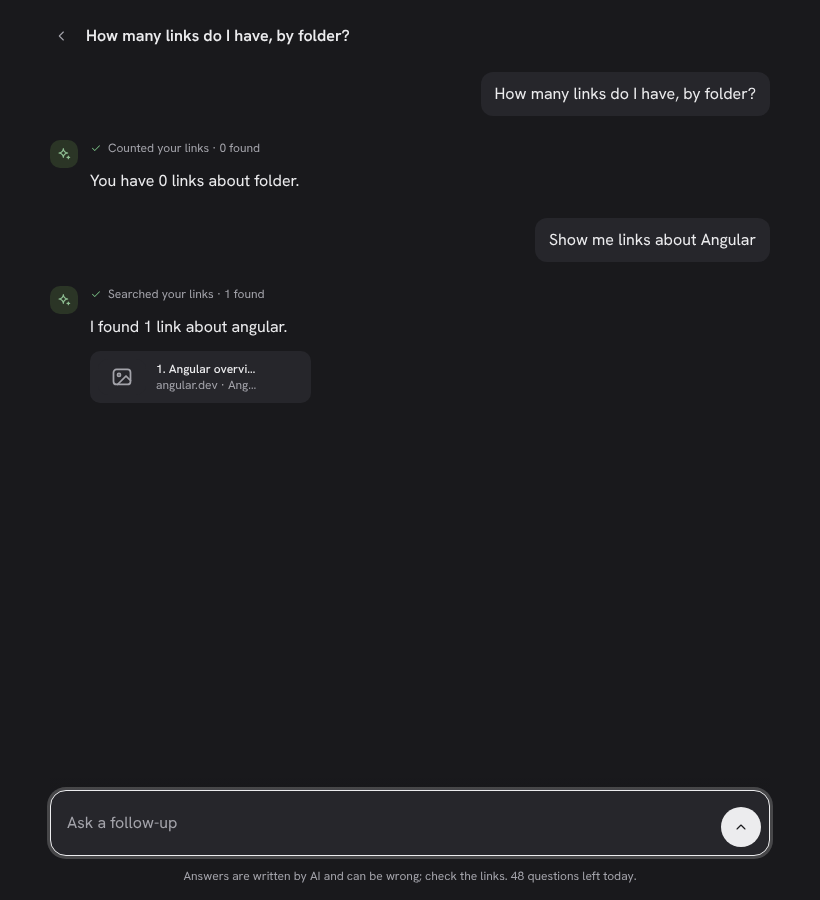 How many links do I have, by folder?
How many links do I have, by folder?
Counted your links · 0 found
You have 0 links about folder.
Show me links about Angular
Searched your links · 1 found
I found 1 link about angular.
1. Angular overvi...
angular.dev · Ang...
Ask a follow-up
Answers are written by AI and can be wrong; check the links. 48 questions left today.